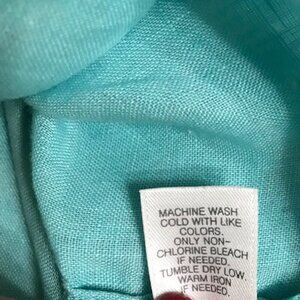 MACHINE WASH
COLD WITH LIKE
COLORS.
ONLY NON-
CHLORINE BLEACH
IF NEEDED.
TUMBLE DRY LOW.
WARM IRON
IF NEEDED